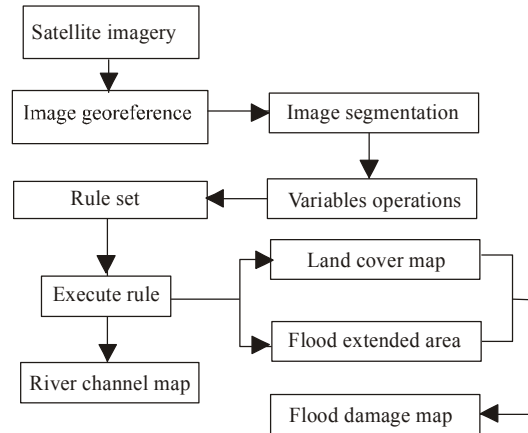 Satellite imagery
Image georeference
Image segmentation
Variables operations
Rule set
Execute rule
Land cover map
Flood extended area
River channel map
Flood damage map